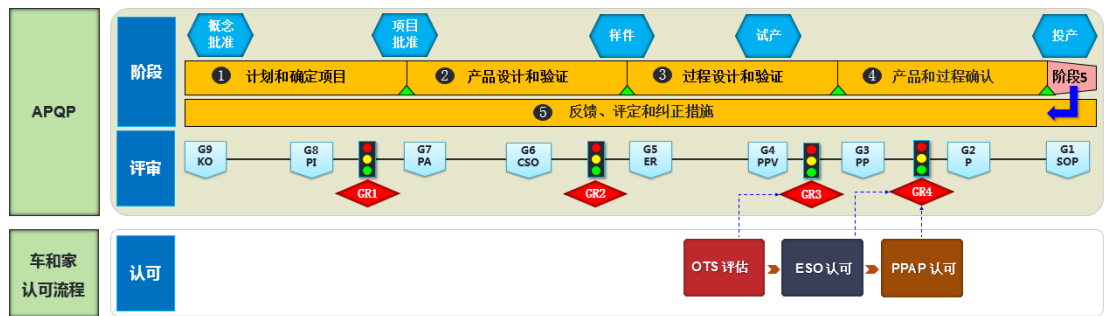 APQP
阶段
概念
批准
项目
批准
样件
试产
投产
❶ 计划和确定项目
❷ 产品设计和验证
❸ 过程设计和验证
❹ 产品和过程确认
阶段5
❺ 反馈、评定和纠正措施
评审
G9
KO
G8
PI
GR1
G7
PA
G6
CSO
GR2
G5
ER
G4
PPV
GR3
G3
PP
GR4
G2
P
G1
SOP
车和家
认可流程
认可
OTS 评估
ESO 认可
PPAP 认可